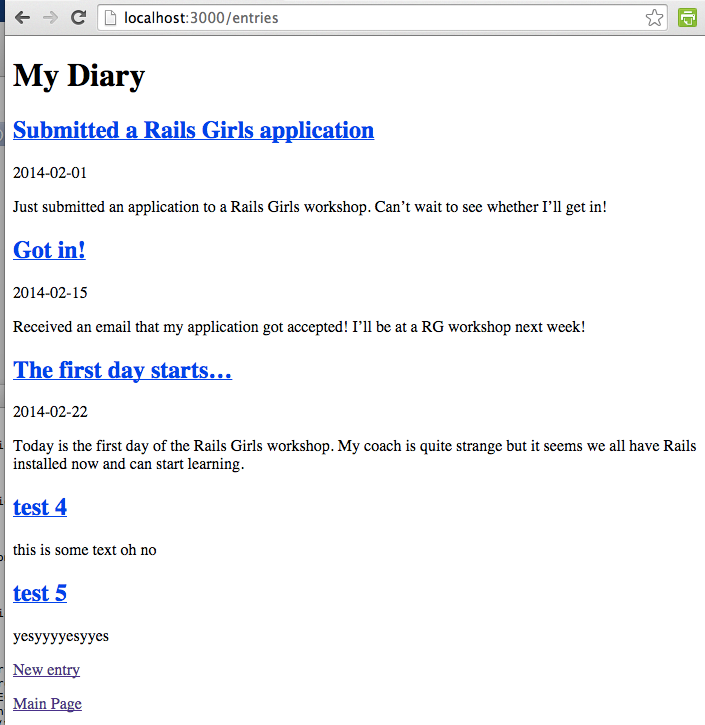 localhost:3000/entries
My Diary
Submitted a Rails Girls application
2014-02-01
Just submitted an application to a Rails Girls workshop. Can’t wait to see whether I’ll get in!
Got in!
2014-02-15
Received an email that my application got accepted! I’ll be at a RG workshop next week!
The first day starts…
2014-02-22
Today is the first day of the Rails Girls workshop. My coach is quite strange but it seems we all have Rails
installed now and can start learning.
test 4
this is some text oh no
test 5
yesyyyyesyyes
New entry
Main Page